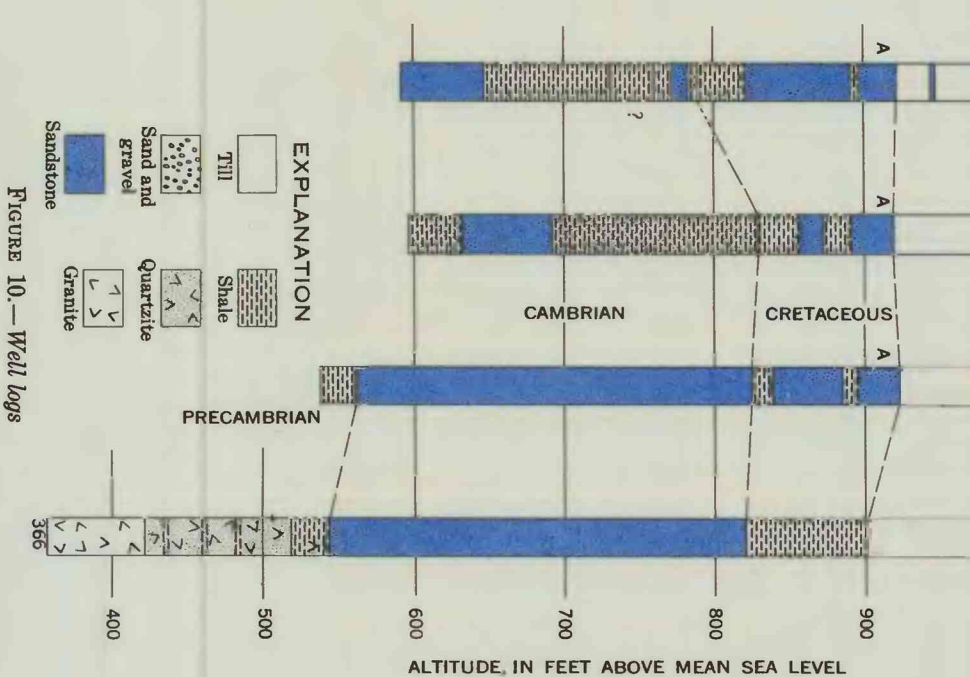 A
A
A
?
CAMBRIAN
CRETACEOUS
PRECAMBRIAN
366
400
500
600
700
800
900
ALTITUDE, IN FEET ABOVE MEAN SEA LEVEL
EXPLANATION
Till
Sand and
gravel
Sandstone
Shale
Quartzite
Granite
FIGURE 10.—Well logs